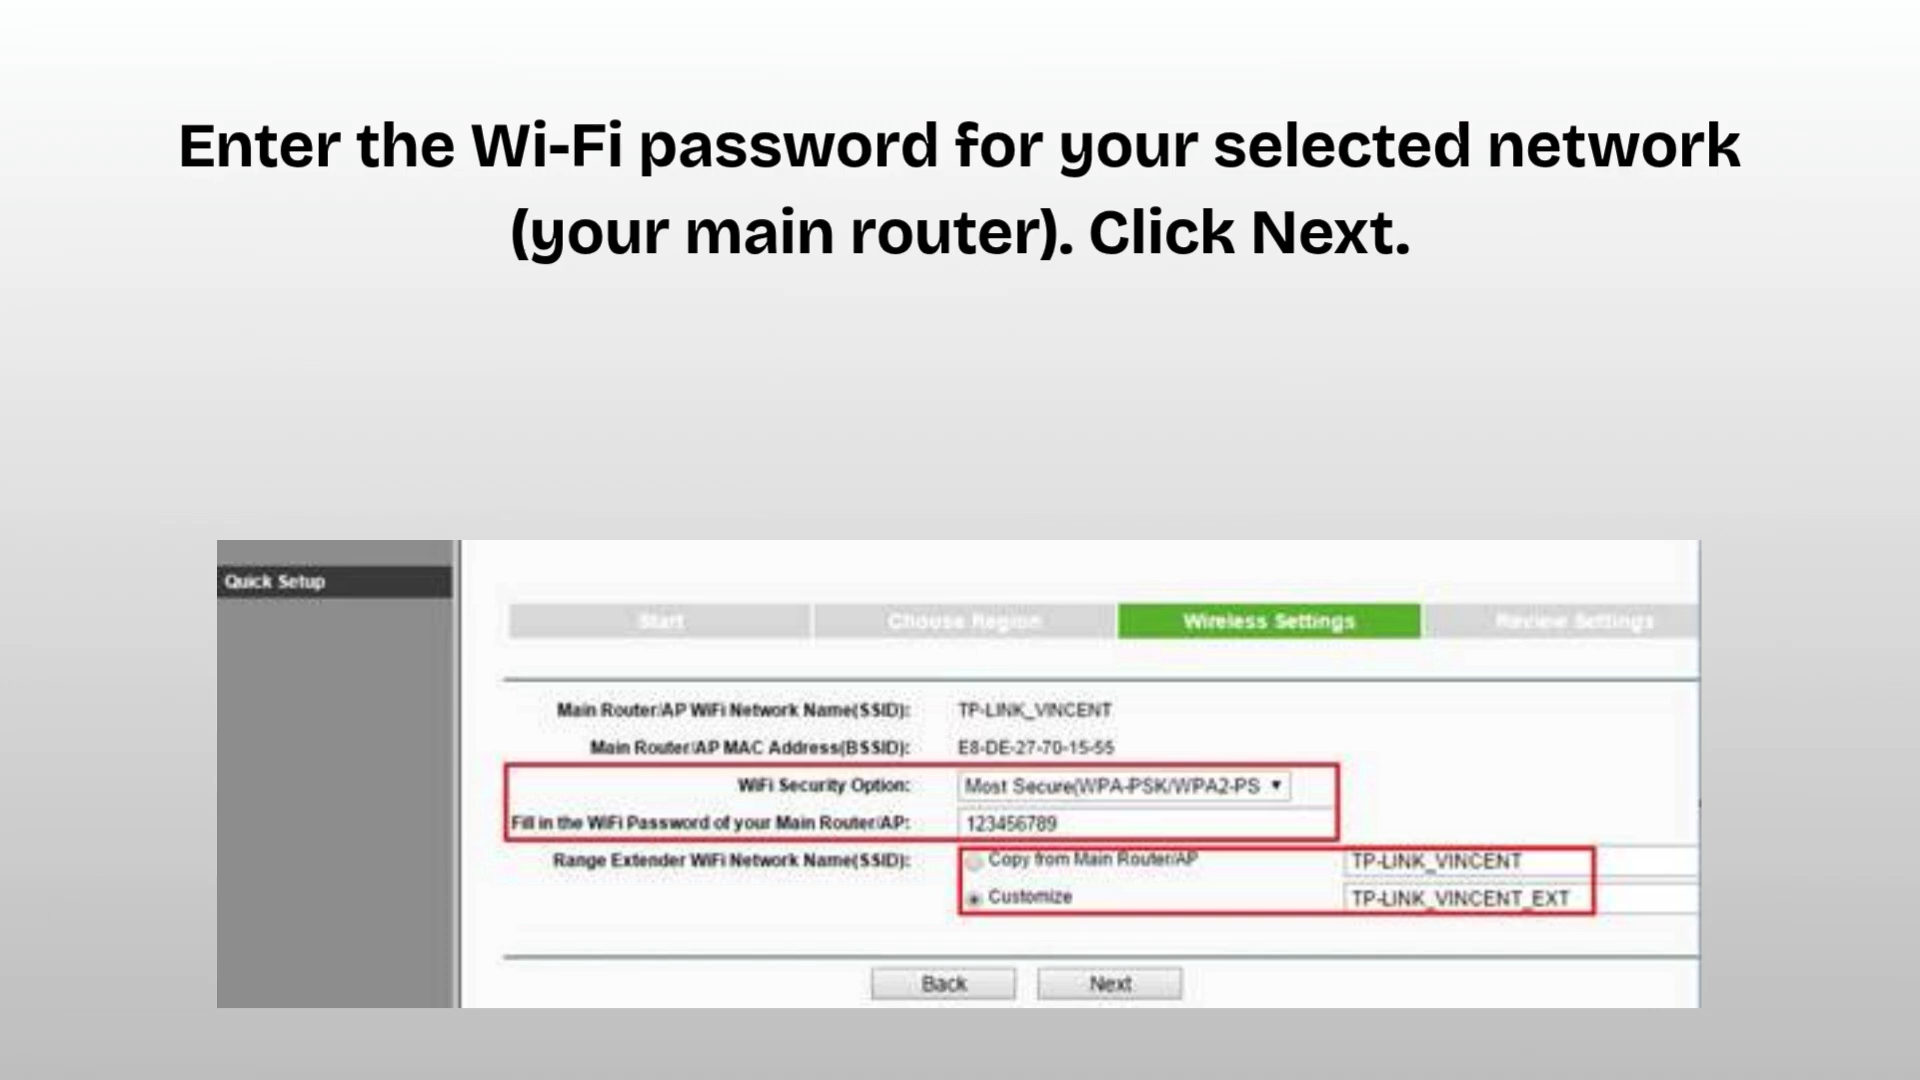 Enter the Wi-Fi password for your selected network
(your main router). Click Next.
Quick Setup
Start Choose Region Wireless Settings Review Settings
Main Router/AP WiFi Network Name(SSID): TP-LINK_VINCENT
Main Router/AP MAC Address(BSSID): E8-DE-27-70-15-55
WiFi Security Option: Most Secure(WPA-PSK/WPA2-PS
Fill in the WiFi Password of your Main Router/AP: 123456789
Range Extender WiFi Network Name(SSID): Copy from Main Router/AP TP-LINK_VINCENT
Customize TP-LINK_VINCENT_EXT
Back Next